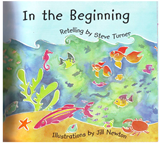 In the Beginning
Retelling by Steve Turner
Illustrations by Jill Newton